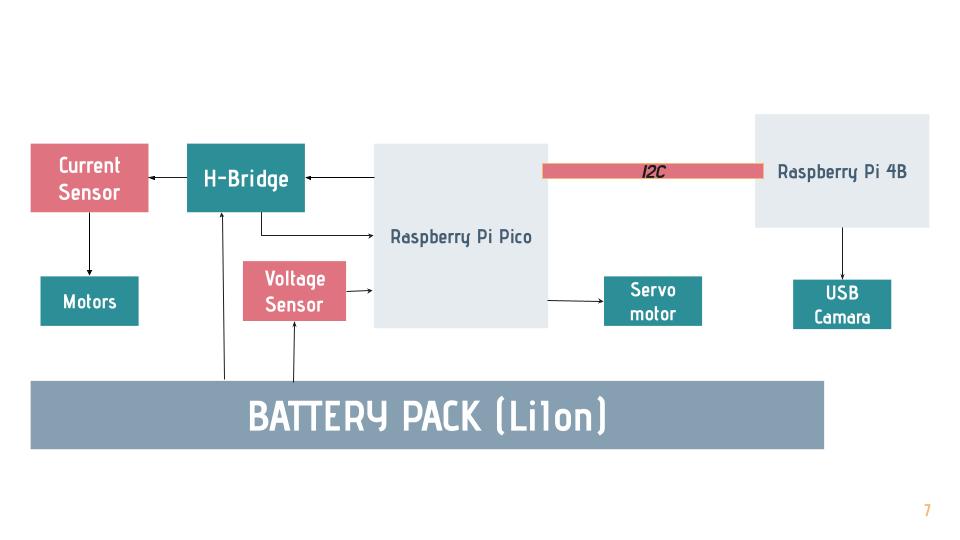 Current
Sensor
H-Bridge
I2C
Raspberry Pi 4B
Raspberry Pi Pico
Motors
Voltage
Sensor
Servo
motor
USB
Camara
BATTERY PACK (LiIon)
7